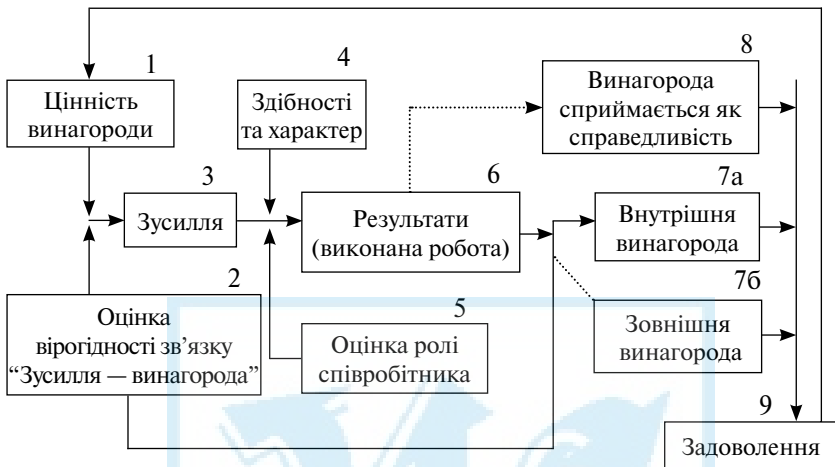 1
Цінність
винагороди
4
Здібності
та характер
8
Винагорода
сприймається як
справедливість
3
Зусилля
6
Результати
(виконана робота)
7а
Внутрішня
винагорода
2
Оцінка
вірогідності зв’язку
“Зусилля — винагорода”
5
Оцінка ролі
співробітника
7б
Зовнішня
винагорода
9
Задоволення